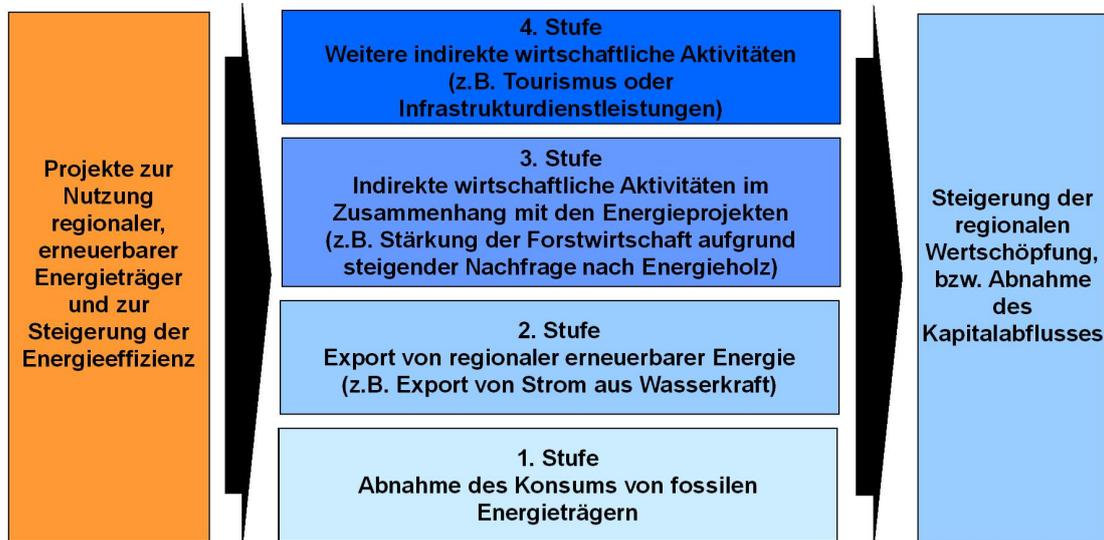 Projekte zur
Nutzung
regionaler,
erneuerbarer
Energieträger
und zur
Steigerung der
Energieeffizienz
4. Stufe
Weitere indirekte wirtschaftliche Aktivitäten
(z.B. Tourismus oder
Infrastrukturdienstleistungen)
3. Stufe
Indirekte wirtschaftliche Aktivitäten im
Zusammenhang mit den Energieprojekten
(z.B. Stärkung der Forstwirtschaft aufgrund
steigender Nachfrage nach Energieholz)
2. Stufe
Export von regionaler erneuerbarer Energie
(z.B. Export von Strom aus Wasserkraft)
1. Stufe
Abnahme des Konsums von fossilen
Energieträgern
Steigerung der
regionalen
Wertschöpfung,
bzw. Abnahme
des
Kapitalabflusses